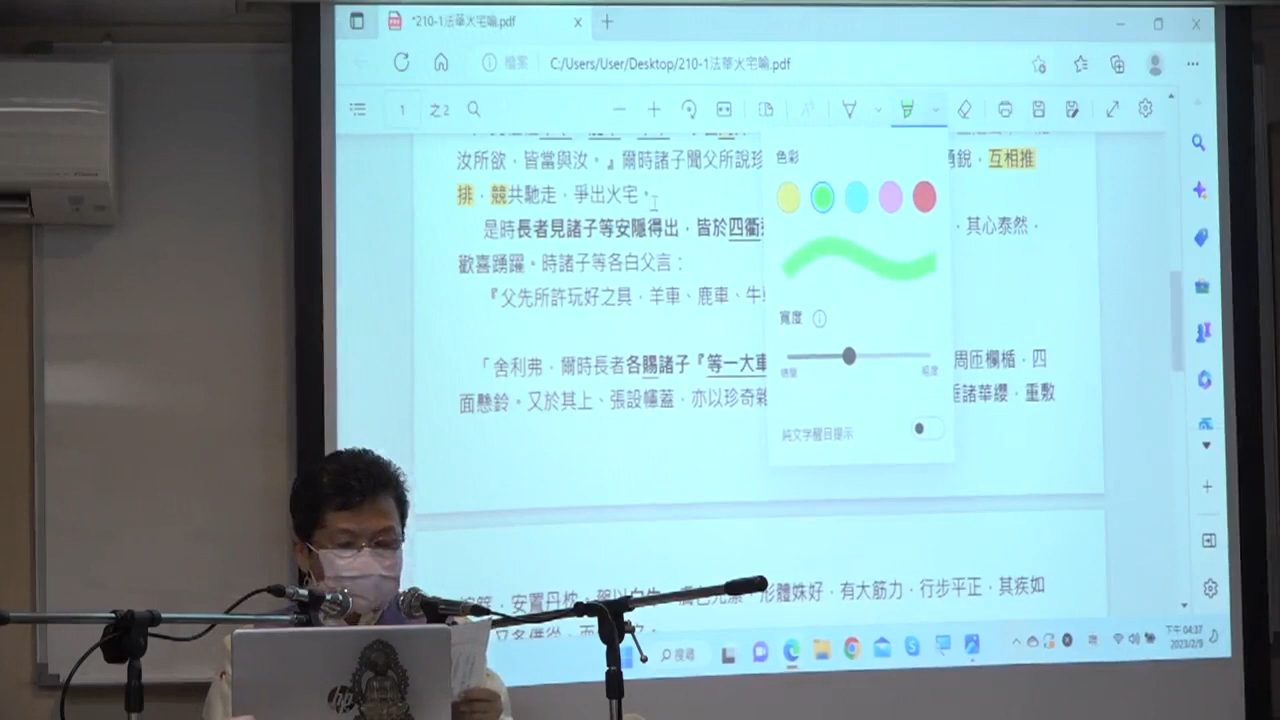 *210-1法華火宅喻.pdf
檔案 C:/Users/User/Desktop/210-1法華火宅喻.pdf
1 之2
汝所欲，皆當與汝。』爾時諸子聞父所說珍 勇銳，互相推
排，競共馳走，爭出火宅。
是時長者見諸子等安隱得出，皆於四衢 ，其心泰然，
歡喜踴躍。時諸子等各白父言：
『父先所許玩好之具，羊車、鹿車、牛
「舍利弗，爾時長者各賜諸子『等一大車 周匝欄楯，四
面懸鈴。又於其上、張設幰蓋，亦以珍奇雜 垂諸華纓，重敷
色彩
寬度
純文字醒目提示
安置丹枕。駕以白牛 形體姝好，有大筋力，行步平正，其疾如
搜尋
下午 04:37
2023/2/9
hp